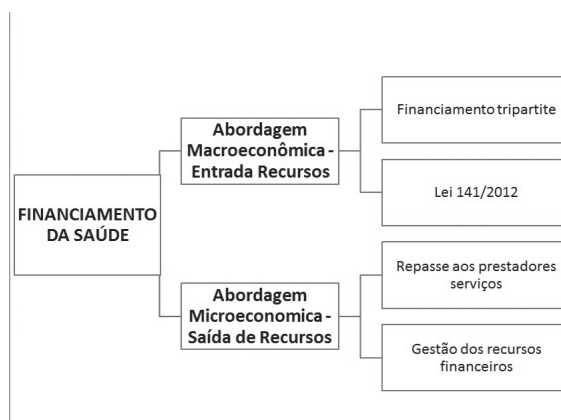 FINANCIAMENTO
DA SAÚDE
Abordagem
Macroeconômica -
Entrada Recursos
Financiamento tripartite
Lei 141/2012
Abordagem
Microeconomica -
Saída de Recursos
Repasse aos prestadores
serviços
Gestão dos recursos
financeiros